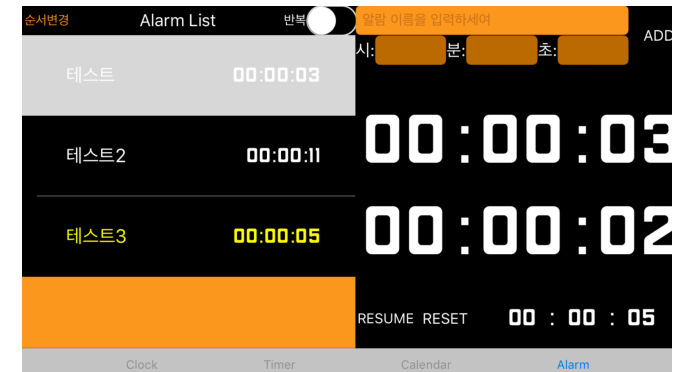 순서변경
Alarm List
반복
테스트
00:00:03
테스트2
00:00:11
테스트3
00:00:05
알람 이름을 입력하세여
ADD
시:
분:
초:
00:00:03
00:00:02
RESUME RESET
00 : 00 : 05
Clock
Timer
Calendar
Alarm